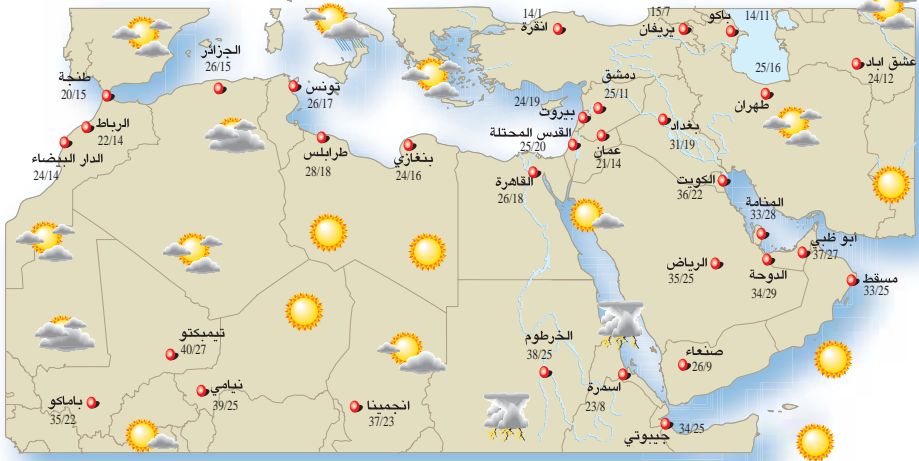 14/1
انقرة
15/7
يريفان
باكو
14/11
عشق اباد
24/12
الجزائر
26/15
طنجة
20/15
تونس
26/17
دمشق
25/11
25/16
طهران
24/19
بيروت
الرباط
22/14
الدار البيضاء
24/14
طرابلس
28/18
بنغازي
24/16
القدس المحتلة
25/20
عمان
21/14
بغداد
31/19
القاهرة
26/18
الكويت
36/22
المنامة
33/28
ابو ظبي
37/27
الرياض
35/25
الدوحة
34/29
مسقط
33/25
تيمبكتو
40/27
الخرطوم
38/25
صنعاء
26/9
اسمرة
23/8
باماكو
35/22
نيامي
39/25
انجمينا
37/23
34/25
جيبوتي